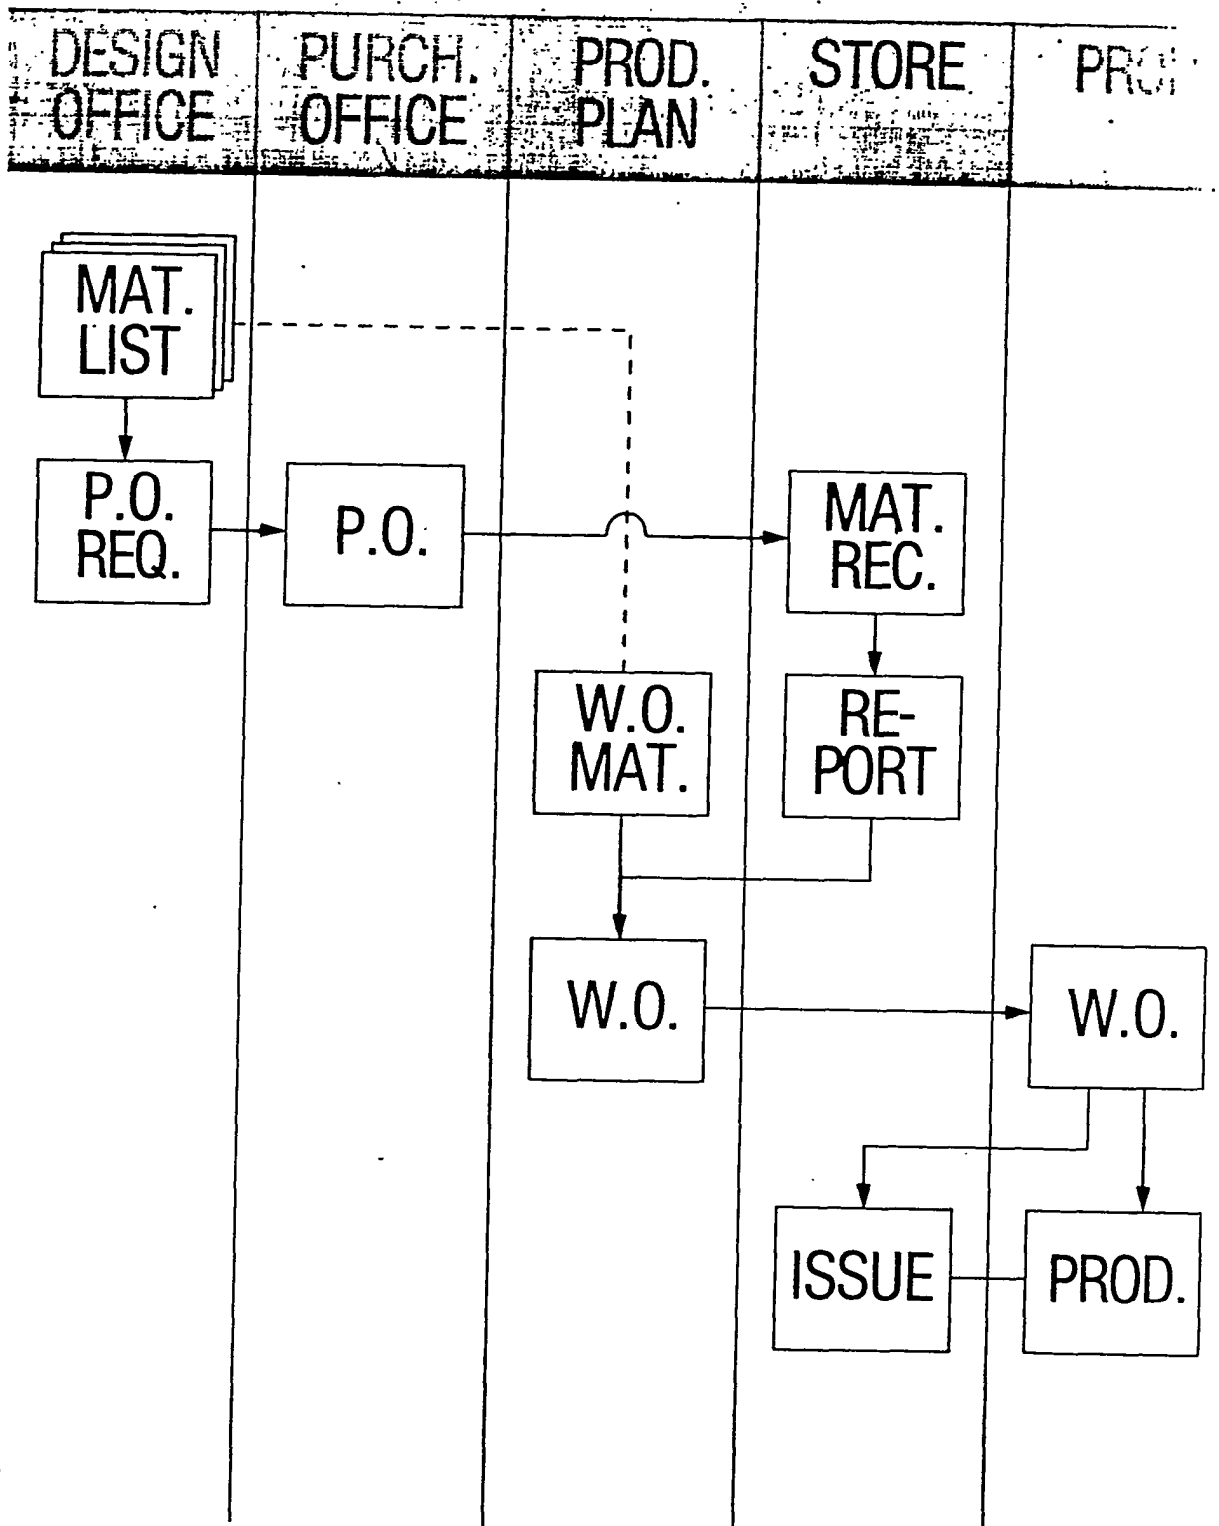 DESIGN
OFFICE
PURCH.
OFFICE
PROD.
PLAN
STORE
MAT.
LIST
P.O.
REQ.
P.O.
MAT.
REC.
W.O.
MAT.
RE-
PORT
W.O.
W.O.
ISSUE
PROD.